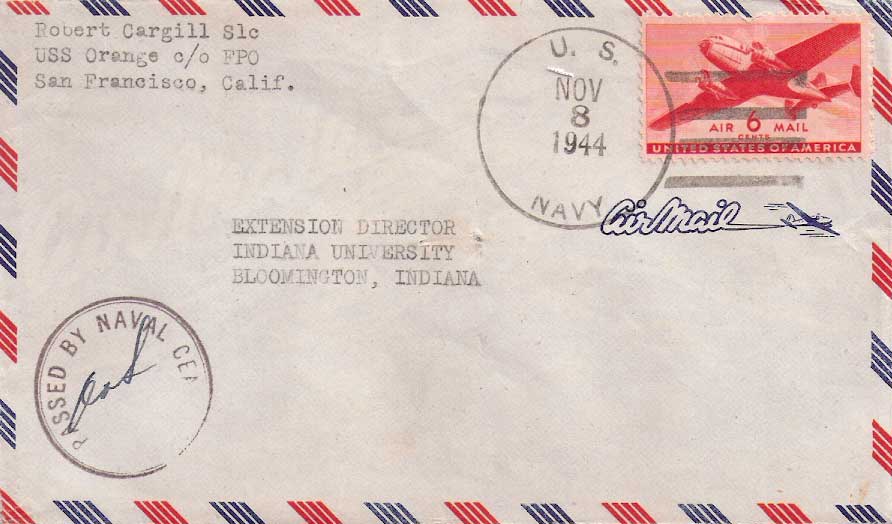 Robert Cargill Slc
USS Orange c/o FPO
San Francisco, Calif.
U. S.
NOV
8
1944
NAVY
AIR 6 MAIL
CENTS
UNITED STATES OF AMERICA
Air Mail
EXTENSION DIRECTOR
INDIANA UNIVERSITY
BLOOMINGTON, INDIANA
PASSED BY NAVAL CEN